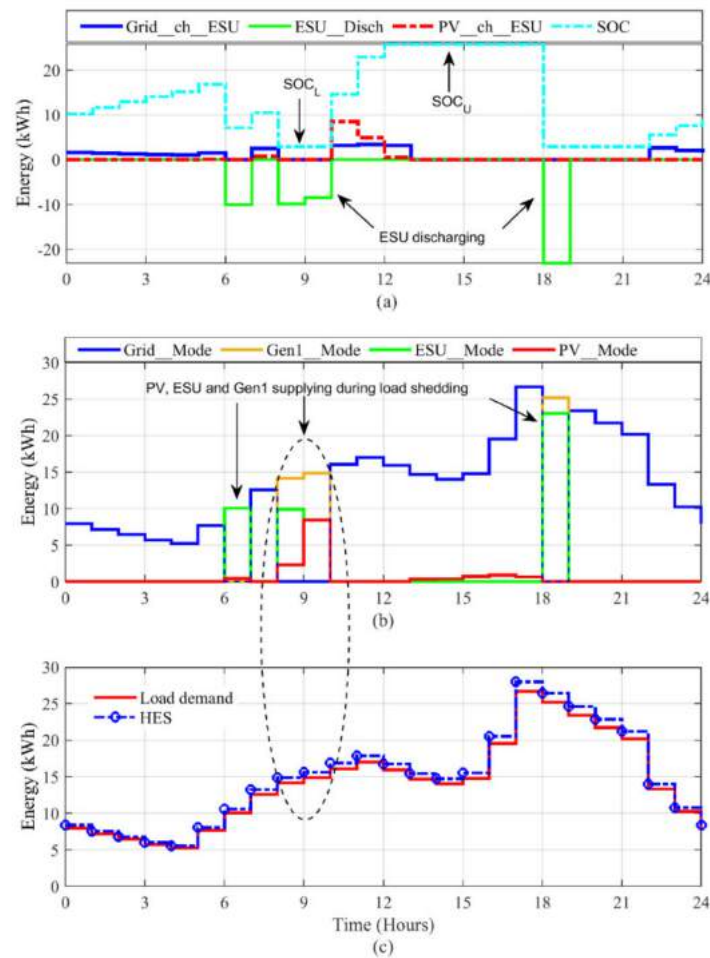 Grid__ch__ESU ESU__Disch PV__ch__ESU SOC
20
10
0
-10
-20
Energy (kWh)
SOC_L
SOC_U
ESU discharging
0 3 6 9 12 15 18 21 24
(a)
Grid__Mode Gen1__Mode ESU__Mode PV__Mode
30
25
20
15
10
5
0
Energy (kWh)
PV, ESU and Gen1 supplying during load shedding
0 3 6 9 12 15 18 21 24
(b)
30
25
20
15
10
5
0
Energy (kWh)
Load demand
HES
0 3 6 9 12 15 18 21 24
Time (Hours)
(c)